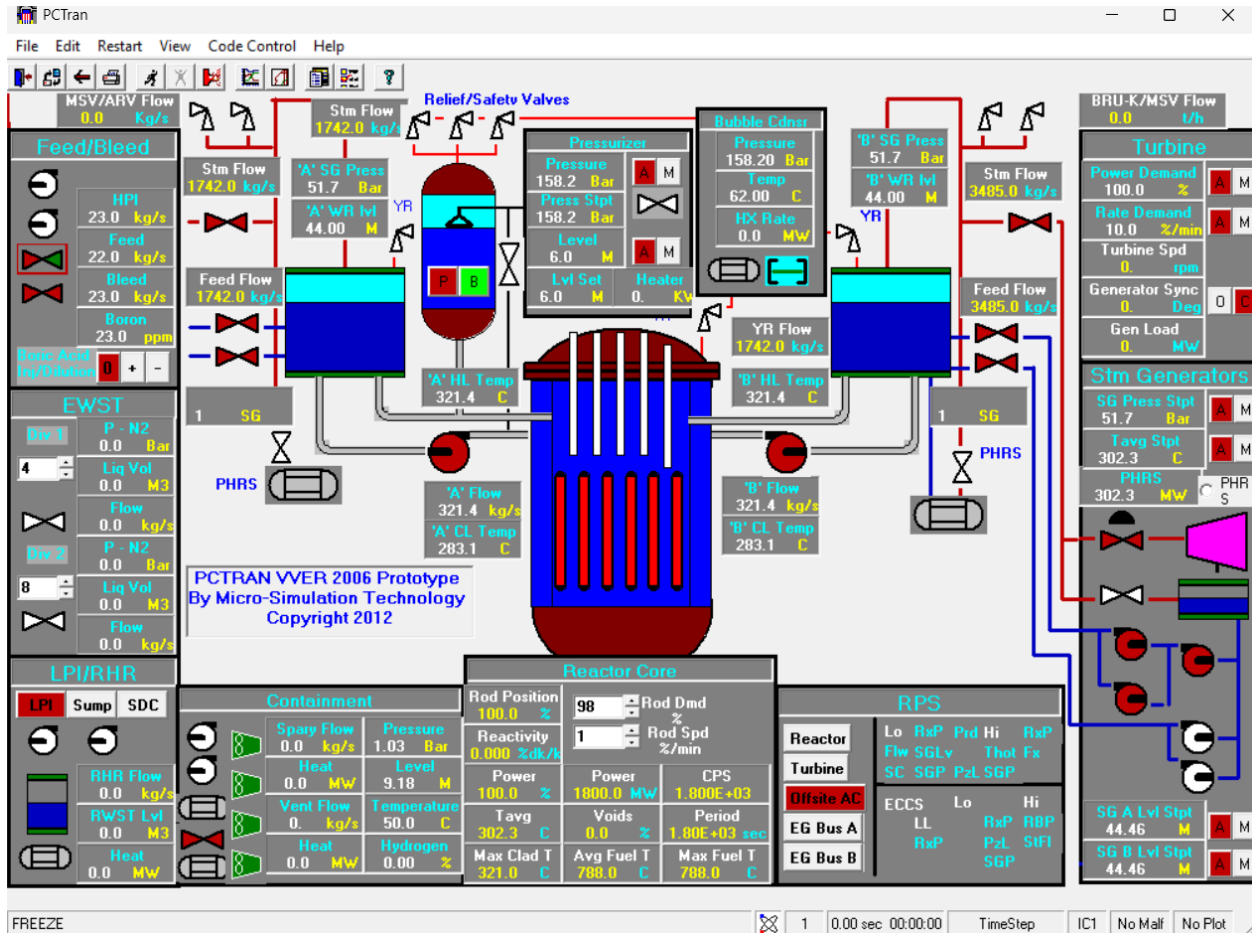 PCTran
File Edit Restart View Code Control Help
MSV/ARV Flow
0.0 Kg/s
Stm Flow
1742.0 kg/s
Relief/Safety Valves
BRU-K/MSV Flow
0.0 t/h
Feed/Bleed
HPI
23.0 kg/s
Feed
22.0 kg/s
Bleed
23.0 kg/s
Boron
23.0 ppm
Boric Acid
Inj/Dilution 0 + -
Stm Flow
1742.0 kg/s
'A' SG Press
51.7 Bar
'A' WR lvl
44.00 M
YR
Feed Flow
1742.0 kg/s
P B
Pressurizer
Pressure
158.2 Bar
A M
Press Stpt
158.2 Bar
Level
6.0 M
A M
Lvl Set
6.0 M
Heater
0. KV
Bubble Cdnsr
Pressure
158.20 Bar
Temp
62.00 C
HX Rate
0.0 MW
'B' SG Press
51.7 Bar
'B' WR lvl
44.00 M
YR
Stm Flow
3485.0 kg/s
Feed Flow
3485.0 kg/s
YR Flow
1742.0 kg/s
Turbine
Power Demand
100.0 %
A M
Rate Demand
10.0 %/min
A M
Turbine Spd
0. rpm
Generator Sync
0. Deg
O C
Gen Load
0. MW
'A' HL Temp
321.4 C
'B' HL Temp
321.4 C
1 SG
1 SG
PHRS
PHRS
'A' Flow
321.4 kg/s
'A' CL Temp
283.1 C
'B' Flow
321.4 kg/s
'B' CL Temp
283.1 C
EWST
Div 1
P - N2
0.0 Bar
4
Liq Vol
0.0 M3
Flow
0.0 kg/s
Div 2
P - N2
0.0 Bar
8
Liq Vol
0.0 M3
Flow
0.0 kg/s
PCTRAN VVER 2006 Prototype
By Micro-Simulation Technology
Copyright 2012
Stm Generators
SG Press Stpt
51.7 Bar
A M
Tavg Stpt
302.3 C
A M
PHRS
302.3 MW
PHR
S
LPI/RHR
LPI Sump SDC
RHR Flow
0.0 kg/s
RWST Lvl
0.0 M3
Heat
0.0 MW
Containment
Spary Flow
0.0 kg/s
Pressure
1.03 Bar
Heat
0.0 MW
Level
9.18 M
Vent Flow
0. kg/s
Temperature
50.0 C
Heat
0.0 MW
Hydrogen
0.00 %
Reactor Core
Rod Position
100.0 %
98 Rod Dmd
%
Reactivity
0.000 %dk/k
1 Rod Spd
%/min
Power
100.0 %
Power
1800.0 MW
CPS
1.800E+03
Tavg
302.3 C
Voids
0.0 %
Period
1.80E+03 sec
Max Clad T
321.0 C
Avg Fuel T
788.0 C
Max Fuel T
788.0 C
RPS
Reactor
Turbine
Offsite AC
EG Bus A
EG Bus B
Lo RxP Prd Hi RxP
Flw SGLv Thot Fx
SC SGP PzL SGP
ECCS Lo Hi
LL RxP RBP
RxP PzL StFl
SGP
SG A Lvl Stpt
44.46 M
A M
SG B Lvl Stpt
44.46 M
A M
FREEZE
1 0.00 sec 00:00:00 TimeStep IC1 No Malf No Plot